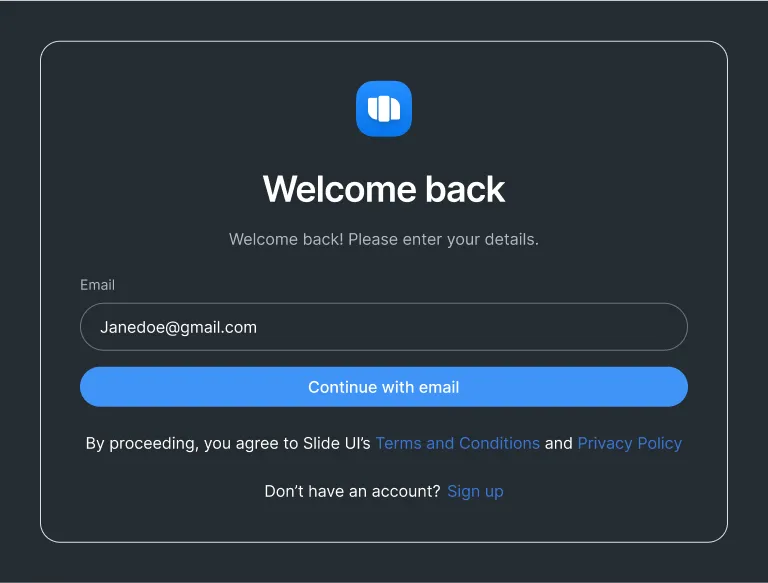 Welcome back
Welcome back! Please enter your details.
Email
Janedoe@gmail.com
Continue with email
By proceeding, you agree to Slide UI’s Terms and Conditions and Privacy Policy
Don’t have an account? Sign up